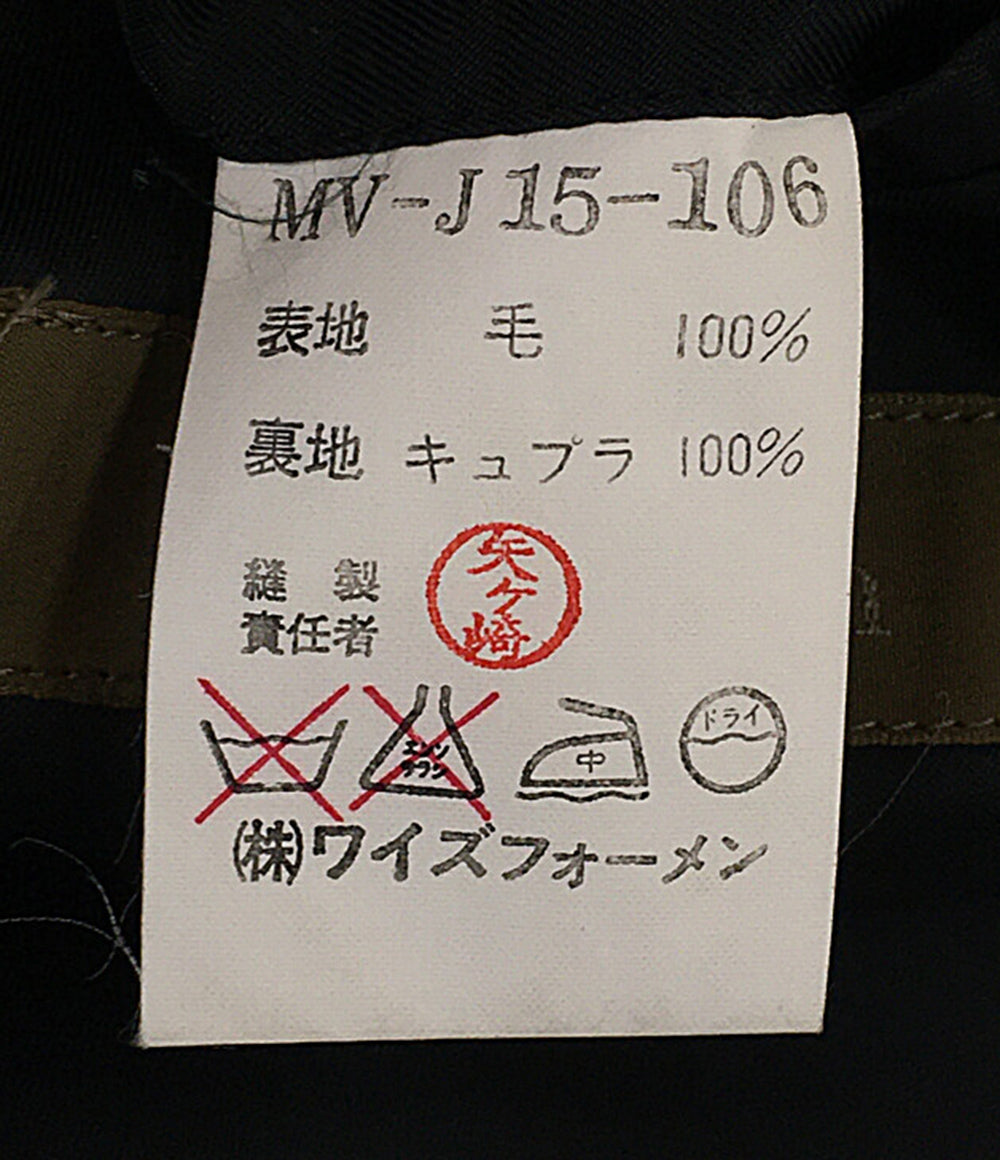 MV-J15-106
表地 毛 100%
裏地 キュプラ 100%
縫製
責任者
矢ケ崎
エンソ
サラシ
中
ドライ
㈱ワイズフォーメン